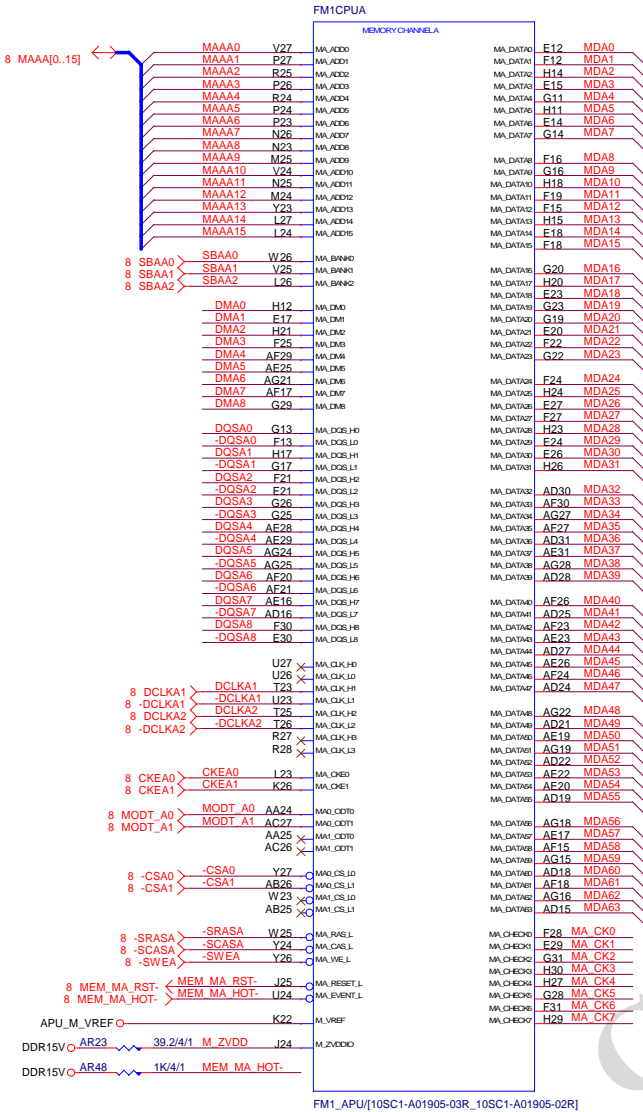 FM1CPUA
MEMORY CHANNELA
8 MAAA[0..15]
MAAA0 V27 MA_ADD0 MA_DATA0 E12 MDA0
MAAA1 P27 MA_ADD1 MA_DATA1 F12 MDA1
MAAA2 R25 MA_ADD2 MA_DATA2 H14 MDA2
MAAA3 P26 MA_ADD3 MA_DATA3 E15 MDA3
MAAA4 R24 MA_ADD4 MA_DATA4 G11 MDA4
MAAA5 P24 MA_ADD5 MA_DATA5 H11 MDA5
MAAA6 P23 MA_ADD6 MA_DATA6 E14 MDA6
MAAA7 N26 MA_ADD7 MA_DATA7 G14 MDA7
MAAA8 N23 MA_ADD8
MAAA9 M25 MA_ADD9 MA_DATA8 F16 MDA8
MAAA10 V24 MA_ADD10 MA_DATA9 G16 MDA9
MAAA11 N25 MA_ADD11 MA_DATA10 H18 MDA10
MAAA12 M24 MA_ADD12 MA_DATA11 F19 MDA11
MAAA13 Y23 MA_ADD13 MA_DATA12 F15 MDA12
MAAA14 L27 MA_ADD14 MA_DATA13 H15 MDA13
MAAA15 L24 MA_ADD15 MA_DATA14 E18 MDA14
MA_DATA15 F18 MDA15
8 SBAA0 SBAA0 W26 MA_BANK0
8 SBAA1 SBAA1 V25 MA_BANK1 MA_DATA16 G20 MDA16
8 SBAA2 SBAA2 L26 MA_BANK2 MA_DATA17 H20 MDA17
MA_DATA18 E23 MDA18
DMA0 H12 MA_DM0 MA_DATA19 G23 MDA19
DMA1 E17 MA_DM1 MA_DATA20 G19 MDA20
DMA2 H21 MA_DM2 MA_DATA21 E20 MDA21
DMA3 F25 MA_DM3 MA_DATA22 F22 MDA22
DMA4 AF29 MA_DM4 MA_DATA23 G22 MDA23
DMA5 AE25 MA_DM5
DMA6 AG21 MA_DM6 MA_DATA24 F24 MDA24
DMA7 AF17 MA_DM7 MA_DATA25 H24 MDA25
DMA8 G29 MA_DM8 MA_DATA26 E27 MDA26
MA_DATA27 F27 MDA27
DQSA0 G13 MA_DQS_H0 MA_DATA28 H23 MDA28
-DQSA0 F13 MA_DQS_L0 MA_DATA29 E24 MDA29
DQSA1 H17 MA_DQS_H1 MA_DATA30 E26 MDA30
-DQSA1 G17 MA_DQS_L1 MA_DATA31 H26 MDA31
DQSA2 F21 MA_DQS_H2
-DQSA2 E21 MA_DQS_L2 MA_DATA32 AD30 MDA32
DQSA3 G26 MA_DQS_H3 MA_DATA33 AF30 MDA33
-DQSA3 G25 MA_DQS_L3 MA_DATA34 AG27 MDA34
DQSA4 AE28 MA_DQS_H4 MA_DATA35 AF27 MDA35
-DQSA4 AE29 MA_DQS_L4 MA_DATA36 AD31 MDA36
DQSA5 AG24 MA_DQS_H5 MA_DATA37 AE31 MDA37
-DQSA5 AG25 MA_DQS_L5 MA_DATA38 AG28 MDA38
DQSA6 AF20 MA_DQS_H6 MA_DATA39 AD28 MDA39
-DQSA6 AF21 MA_DQS_L6
DQSA7 AE16 MA_DQS_H7 MA_DATA40 AF26 MDA40
-DQSA7 AD16 MA_DQS_L7 MA_DATA41 AD25 MDA41
DQSA8 F30 MA_DQS_H8 MA_DATA42 AF23 MDA42
-DQSA8 E30 MA_DQS_L8 MA_DATA43 AE23 MDA43
MA_DATA44 AD27 MDA44
U27 MA_CLK_H0 MA_DATA45 AE26 MDA45
U26 MA_CLK_L0 MA_DATA46 AF24 MDA46
8 DCLKA1 DCLKA1 T23 MA_CLK_H1 MA_DATA47 AD24 MDA47
8 -DCLKA1 -DCLKA1 U23 MA_CLK_L1
8 DCLKA2 DCLKA2 T25 MA_CLK_H2 MA_DATA48 AG22 MDA48
8 -DCLKA2 -DCLKA2 T26 MA_CLK_L2 MA_DATA49 AD21 MDA49
R27 MA_CLK_H3 MA_DATA50 AE19 MDA50
R28 MA_CLK_L3 MA_DATA51 AG19 MDA51
MA_DATA52 AD22 MDA52
8 CKEA0 CKEA0 L23 MA_CKE0 MA_DATA53 AE22 MDA53
8 CKEA1 CKEA1 K26 MA_CKE1 MA_DATA54 AE20 MDA54
MA_DATA55 AD19 MDA55
8 MODT_A0 MODT_A0 AA24 MA0_ODT0
8 MODT_A1 MODT_A1 AC27 MA0_ODT1 MA_DATA56 AG18 MDA56
AA25 MA1_ODT0 MA_DATA57 AE17 MDA57
AC26 MA1_ODT1 MA_DATA58 AF15 MDA58
MA_DATA59 AG15 MDA59
8 -CSA0 -CSA0 Y27 MA0_CS_L0 MA_DATA60 AD18 MDA60
8 -CSA1 -CSA1 AB26 MA0_CS_L1 MA_DATA61 AF18 MDA61
W23 MA1_CS_L0 MA_DATA62 AG16 MDA62
AB25 MA1_CS_L1 MA_DATA63 AD15 MDA63
8 -SRASA -SRASA W25 MA_RAS_L MA_CHECK0 F28 MA_CK0
8 -SCASA -SCASA Y24 MA_CAS_L MA_CHECK1 E29 MA_CK1
8 -SWEA -SWEA Y26 MA_WE_L MA_CHECK2 G31 MA_CK2
MA_CHECK3 H30 MA_CK3
8 MEM_MA_RST- MEM_MA_RST- J25 MA_RESET_L MA_CHECK4 H27 MA_CK4
8 MEM_MA_HOT- MEM_MA_HOT- U24 MA_EVENT_L MA_CHECK5 G28 MA_CK5
MA_CHECK6 F31 MA_CK6
APU_M_VREF K22 M_VREF MA_CHECK7 H29 MA_CK7
DDR15V AR23 39.2/4/1 M_ZVDD J24 M_ZVDDIO
DDR15V AR48 1K/4/1 MEM_MA_HOT-
FM1_APU/[10SC1-A01905-03R_10SC1-A01905-02R]